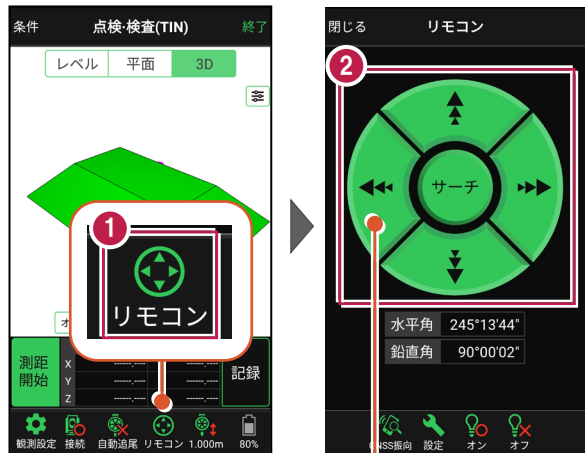 条件 点検・検査(TIN) 終了
レベル 平面 3D
1
リモコン
測距
開始
X -----.--- -----.---
Y -----.--- -----.---
Z -----.--- -----.---
記録
観測設定 接続 自動追尾 リモコン 1.000m 80%
閉じる リモコン
2
サーチ
水平角 245°13'44"
鉛直角 90°00'02"
GNSS振向 設定 オン オフ